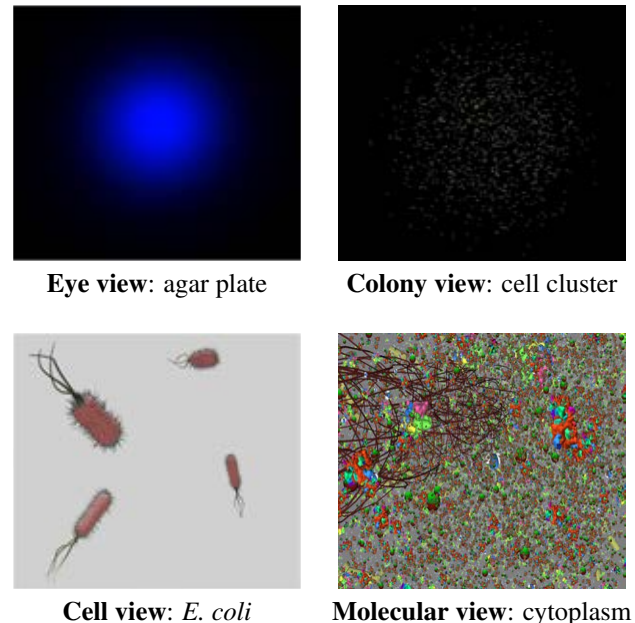 Eye view: agar plate
Colony view: cell cluster
Cell view: E. coli
Molecular view: cytoplasm